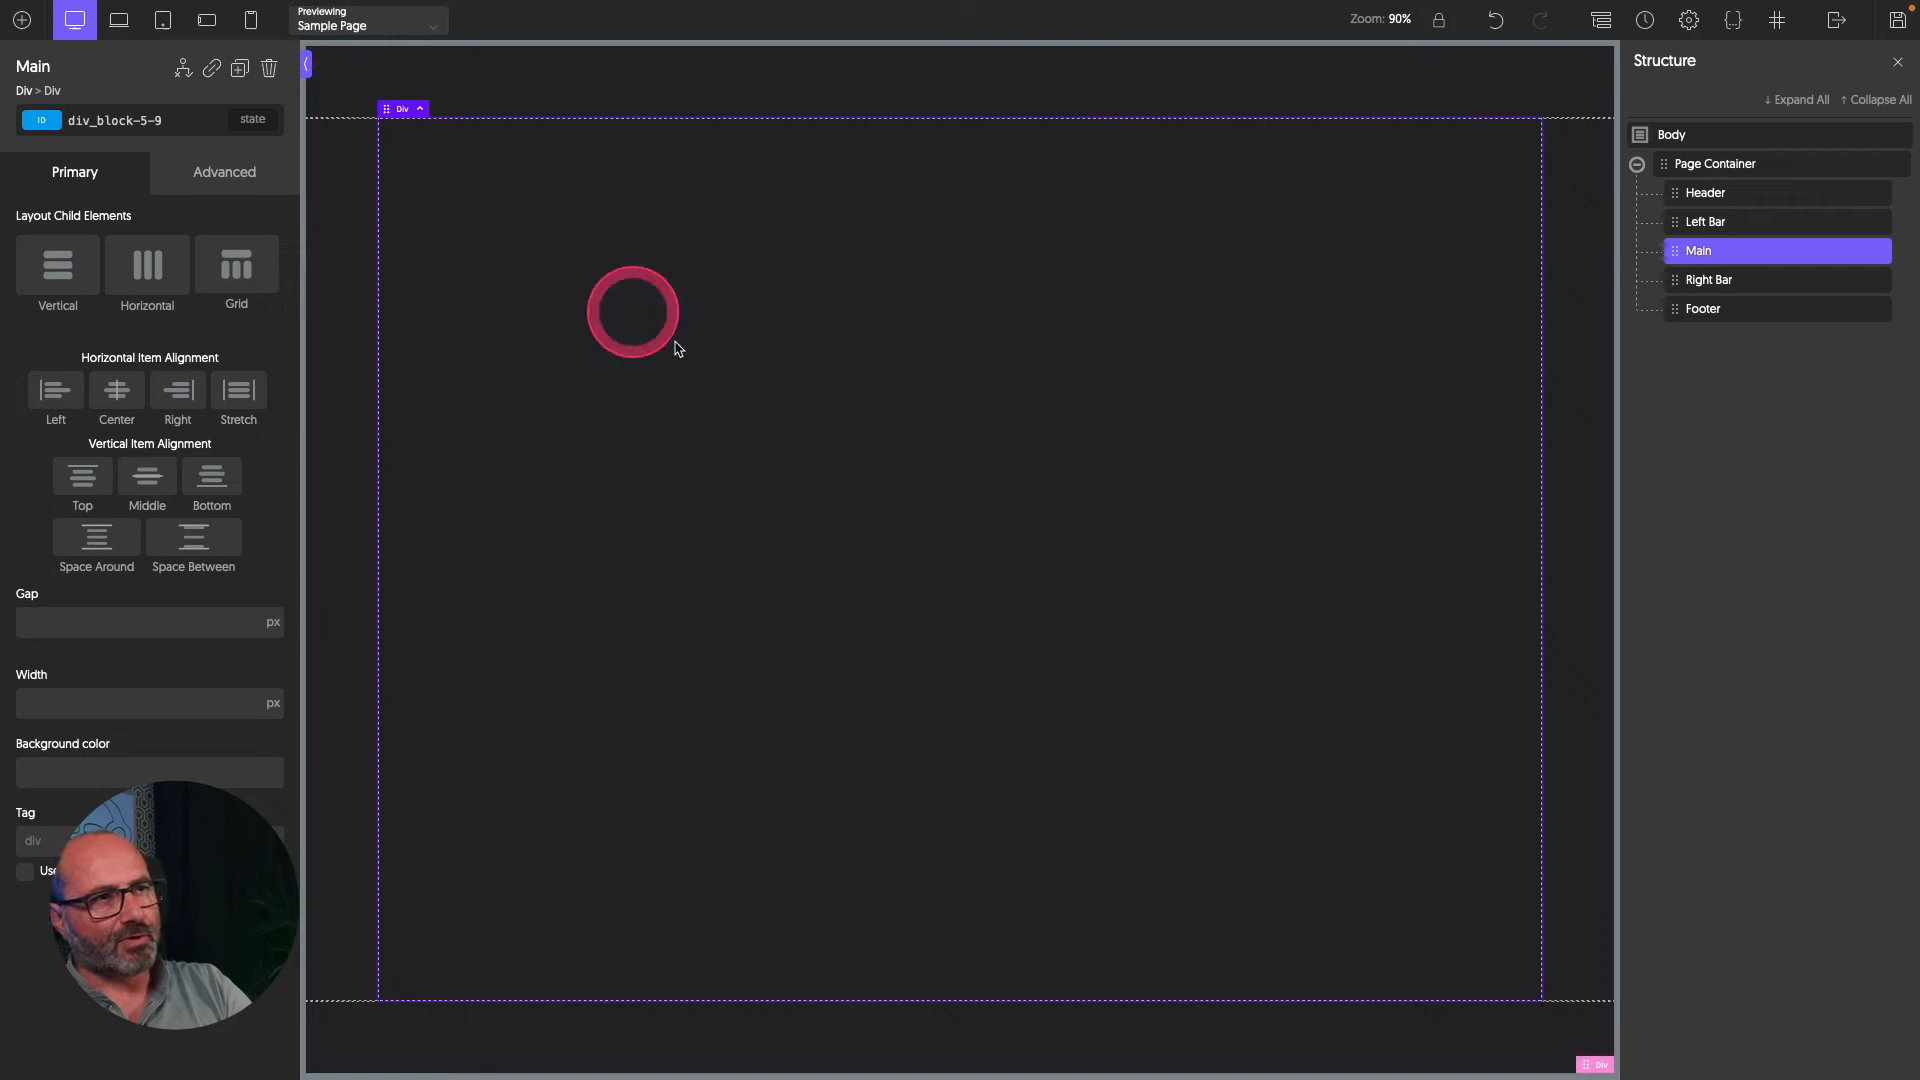 Previewing
Sample Page
Zoom: 90%
Main
Div > Div
ID div_block-5-9 state
Primary Advanced
Layout Child Elements
Vertical Horizontal Grid
Horizontal Item Alignment
Left Center Right Stretch
Vertical Item Alignment
Top Middle Bottom
Space Around Space Between
Gap
px
Width
px
Background color
Tag
div
Use
Div
Div
Structure
↓ Expand All ↑ Collapse All
Body
Page Container
Header
Left Bar
Main
Right Bar
Footer